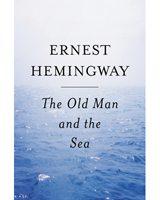 ERNEST
HEMINGWAY
The Old Man
and the
Sea